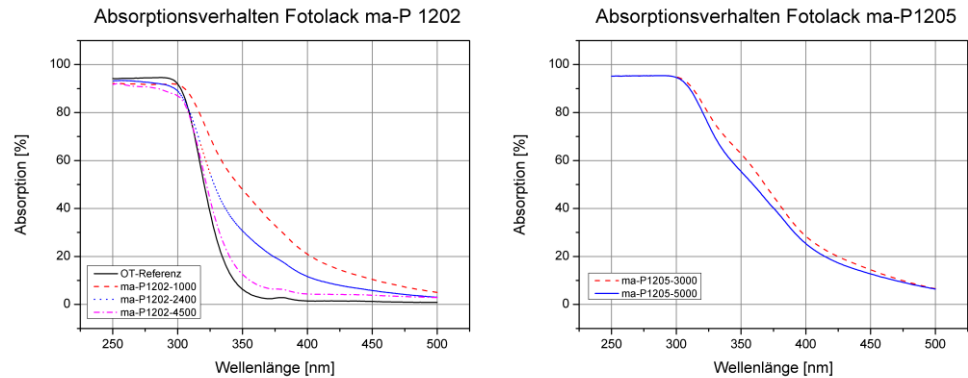 Absorptionsverhalten Fotolack ma-P 1202
Absorption [%]
100
80
60
40
20
0
OT-Referenz
ma-P1202-1000
ma-P1202-2400
ma-P1202-4500
250 300 350 400 450 500
Wellenlänge [nm]
Absorptionsverhalten Fotolack ma-P1205
Absorption [%]
100
80
60
40
20
0
ma-P1205-3000
ma-P1205-5000
250 300 350 400 450 500
Wellenlänge [nm]